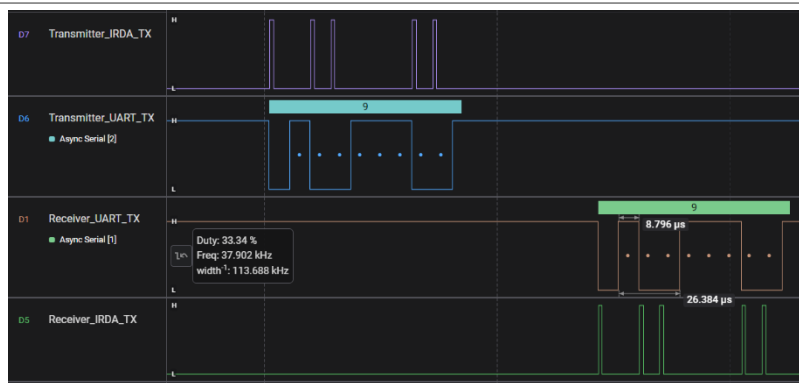 D7 Transmitter_IRDA_TX H
L
9
D6 Transmitter_UART_TX H
Async Serial [2]
L
9
D1 Receiver_UART_TX H
8.796 µs
Async Serial [1]
Duty: 33.34 %
Freq: 37.902 kHz
width⁻¹: 113.688 kHz
L
26.384 µs
H
D5 Receiver_IRDA_TX
L